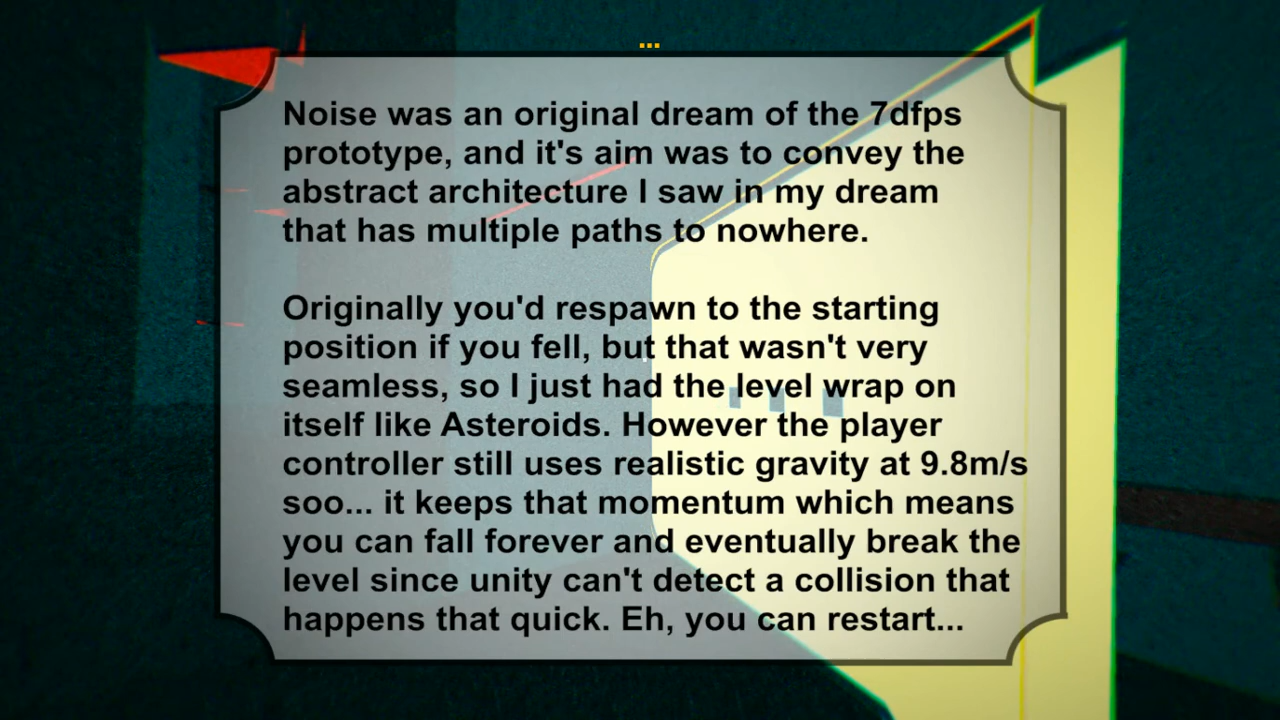 ...
Noise was an original dream of the 7dfps
prototype, and it's aim was to convey the
abstract architecture I saw in my dream
that has multiple paths to nowhere.
Originally you'd respawn to the starting
position if you fell, but that wasn't very
seamless, so I just had the level wrap on
itself like Asteroids. However the player
controller still uses realistic gravity at 9.8m/s
soo... it keeps that momentum which means
you can fall forever and eventually break the
level since unity can't detect a collision that
happens that quick. Eh, you can restart...